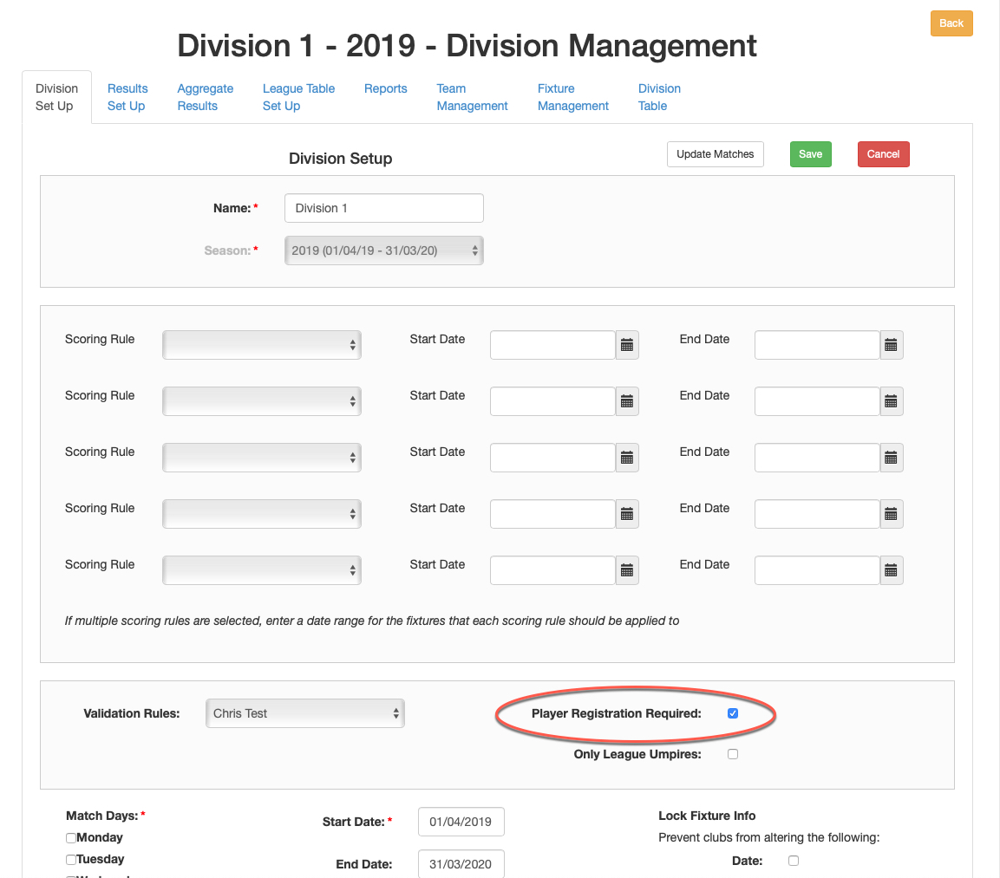 Back
Division 1 - 2019 - Division Management
Division Set Up
Results Set Up
Aggregate Results
League Table Set Up
Reports
Team Management
Fixture Management
Division Table
Division Setup
Update Matches
Save
Cancel
Name:*
Division 1
Season:*
2019 (01/04/19 - 31/03/20)
Scoring Rule
Start Date
End Date
Scoring Rule
Start Date
End Date
Scoring Rule
Start Date
End Date
Scoring Rule
Start Date
End Date
Scoring Rule
Start Date
End Date
If multiple scoring rules are selected, enter a date range for the fixtures that each scoring rule should be applied to
Validation Rules:
Chris Test
Player Registration Required:
Only League Umpires:
Match Days:*
Monday
Tuesday
Start Date:*
01/04/2019
End Date:
31/03/2020
Lock Fixture Info
Prevent clubs from altering the following:
Date: